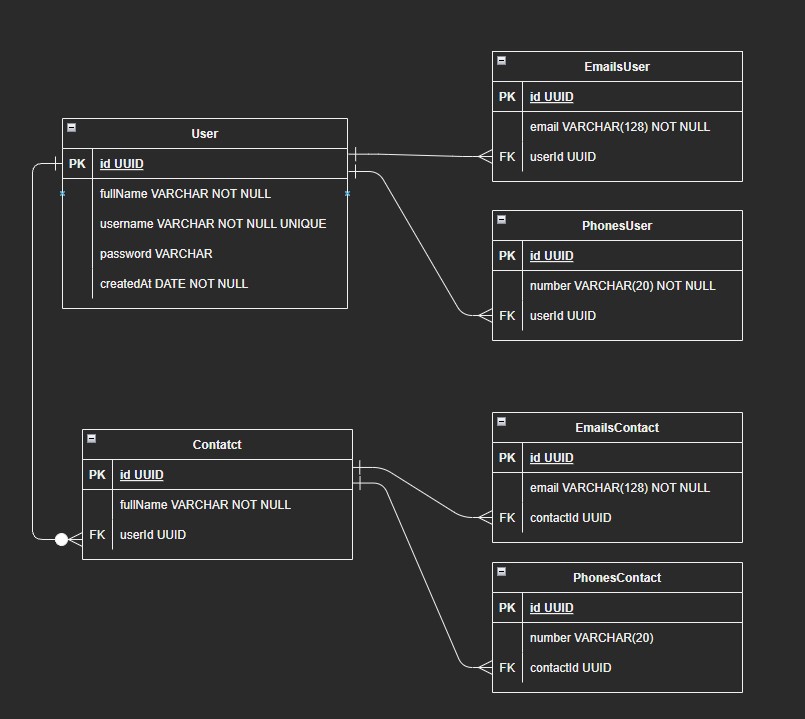 User
PK id UUID
fullName VARCHAR NOT NULL
username VARCHAR NOT NULL UNIQUE
password VARCHAR
createdAt DATE NOT NULL
EmailsUser
PK id UUID
email VARCHAR(128) NOT NULL
FK userId UUID
PhonesUser
PK id UUID
number VARCHAR(20) NOT NULL
FK userId UUID
Contatct
PK id UUID
fullName VARCHAR NOT NULL
FK userId UUID
EmailsContact
PK id UUID
email VARCHAR(128) NOT NULL
FK contactId UUID
PhonesContact
PK id UUID
number VARCHAR(20)
FK contactId UUID